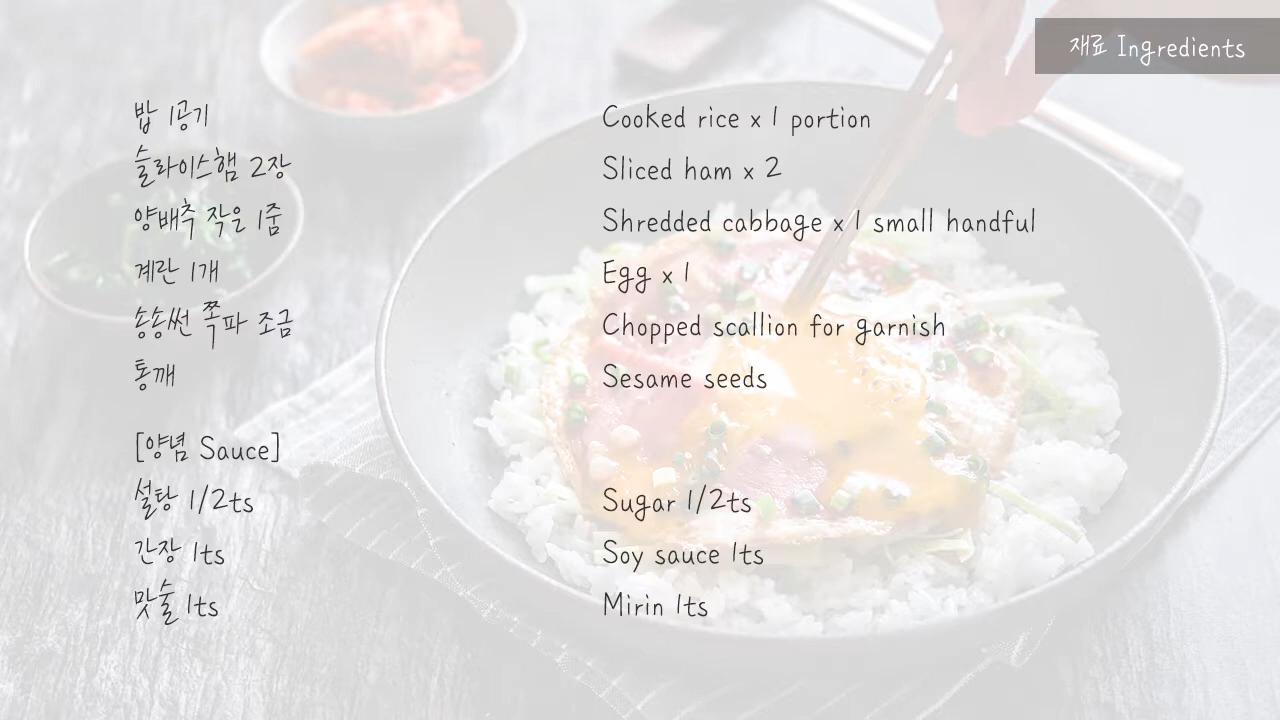 재료 Ingredients
밥 1공기 Cooked rice x 1 portion
슬라이스햄 2장 Sliced ham x 2
양배추 작은 1줌 Shredded cabbage x 1 small handful
계란 1개 Egg x 1
송송썬 쪽파 조금 Chopped scallion for garnish
통깨 Sesame seeds
[양념 Sauce]
설탕 1/2ts Sugar 1/2ts
간장 1ts Soy sauce 1ts
맛술 1ts Mirin 1ts